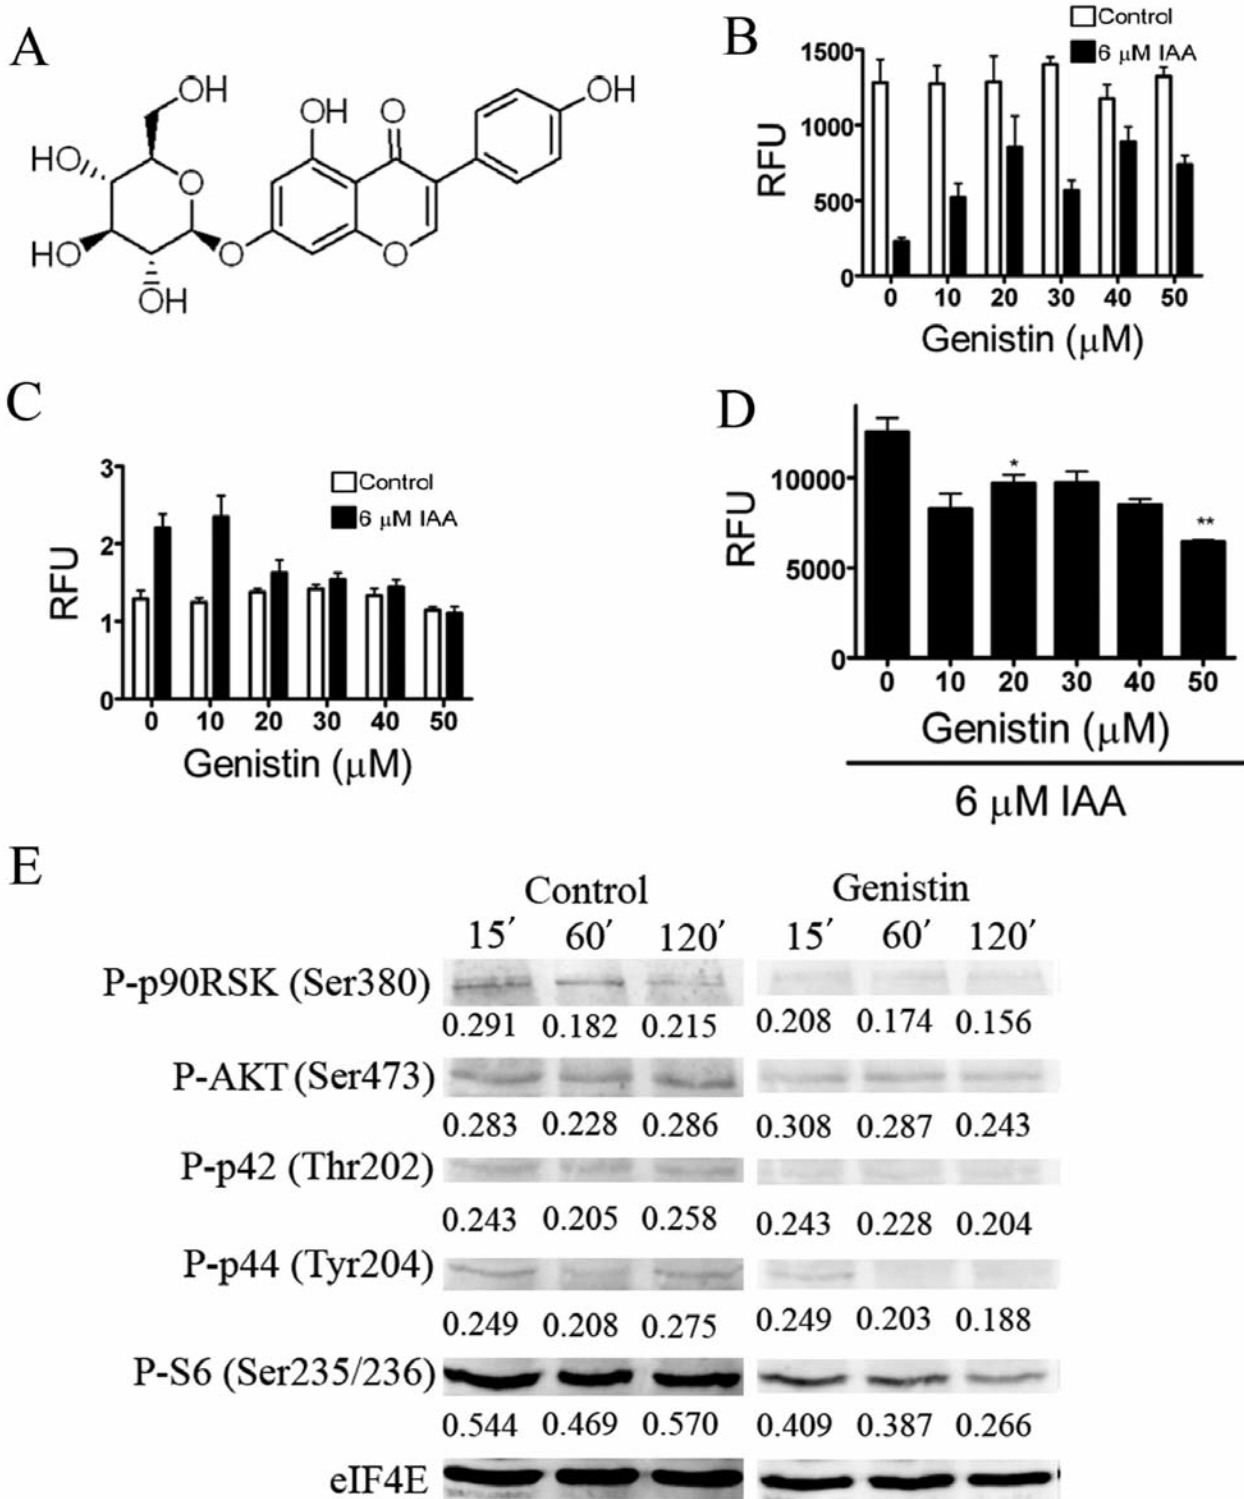 A
OH
HO
O
HO
OH
O
OH
O
O
OH
B
Control
6 μM IAA
1500
1000
500
0
RFU
0 10 20 30 40 50
Genistin (μM)
C
Control
6 μM IAA
3
2
1
0
RFU
0 10 20 30 40 50
Genistin (μM)
D
10000
5000
0
RFU
*
**
0 10 20 30 40 50
Genistin (μM)
6 μM IAA
E
Control Genistin
15′ 60′ 120′ 15′ 60′ 120′
P-p90RSK (Ser380)
0.291 0.182 0.215 0.208 0.174 0.156
P-AKT (Ser473)
0.283 0.228 0.286 0.308 0.287 0.243
P-p42 (Thr202)
0.243 0.205 0.258 0.243 0.228 0.204
P-p44 (Tyr204)
0.249 0.208 0.275 0.249 0.203 0.188
P-S6 (Ser235/236)
0.544 0.469 0.570 0.409 0.387 0.266
eIF4E